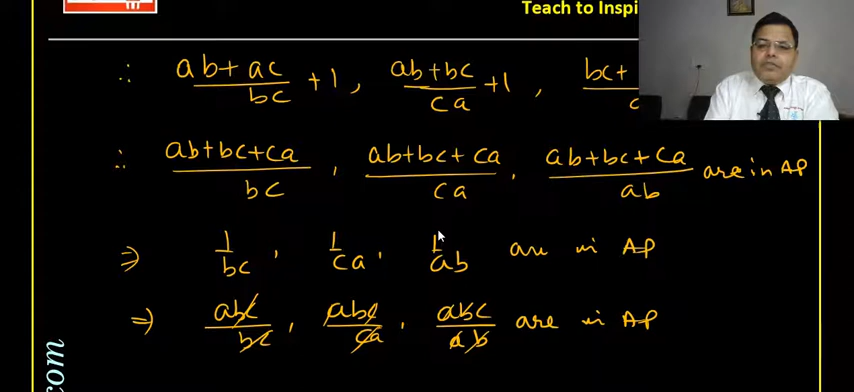 Teach to Inspi
∴ ab+ac/bc +1, ab+bc/ca +1, bc+
∴ ab+bc+ca/bc, ab+bc+ca/ca, ab+bc+ca/ab are in AP
⇒ 1/bc, 1/ca, 1/ab are in AP
⇒ abc/bc, abc/ca, abc/ab are in AP
com